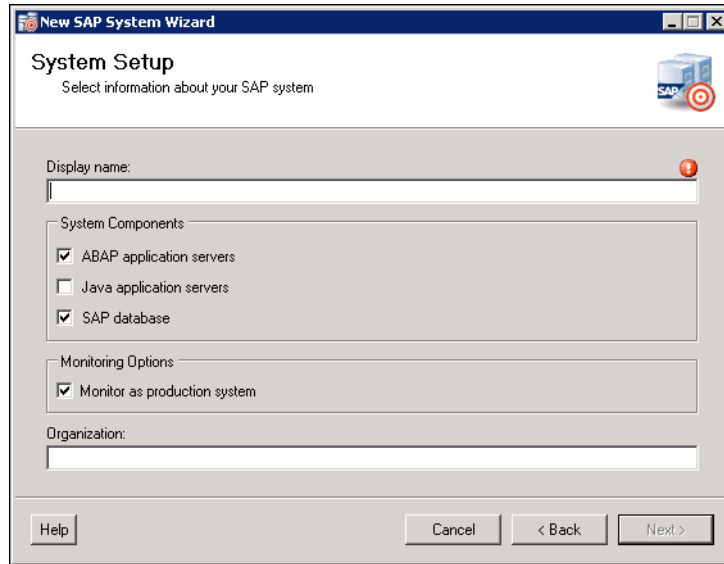 New SAP System Wizard
System Setup
Select information about your SAP system
SAP
Display name:
System Components
ABAP application servers
Java application servers
SAP database
Monitoring Options
Monitor as production system
Organization:
Help
Cancel
< Back
Next >